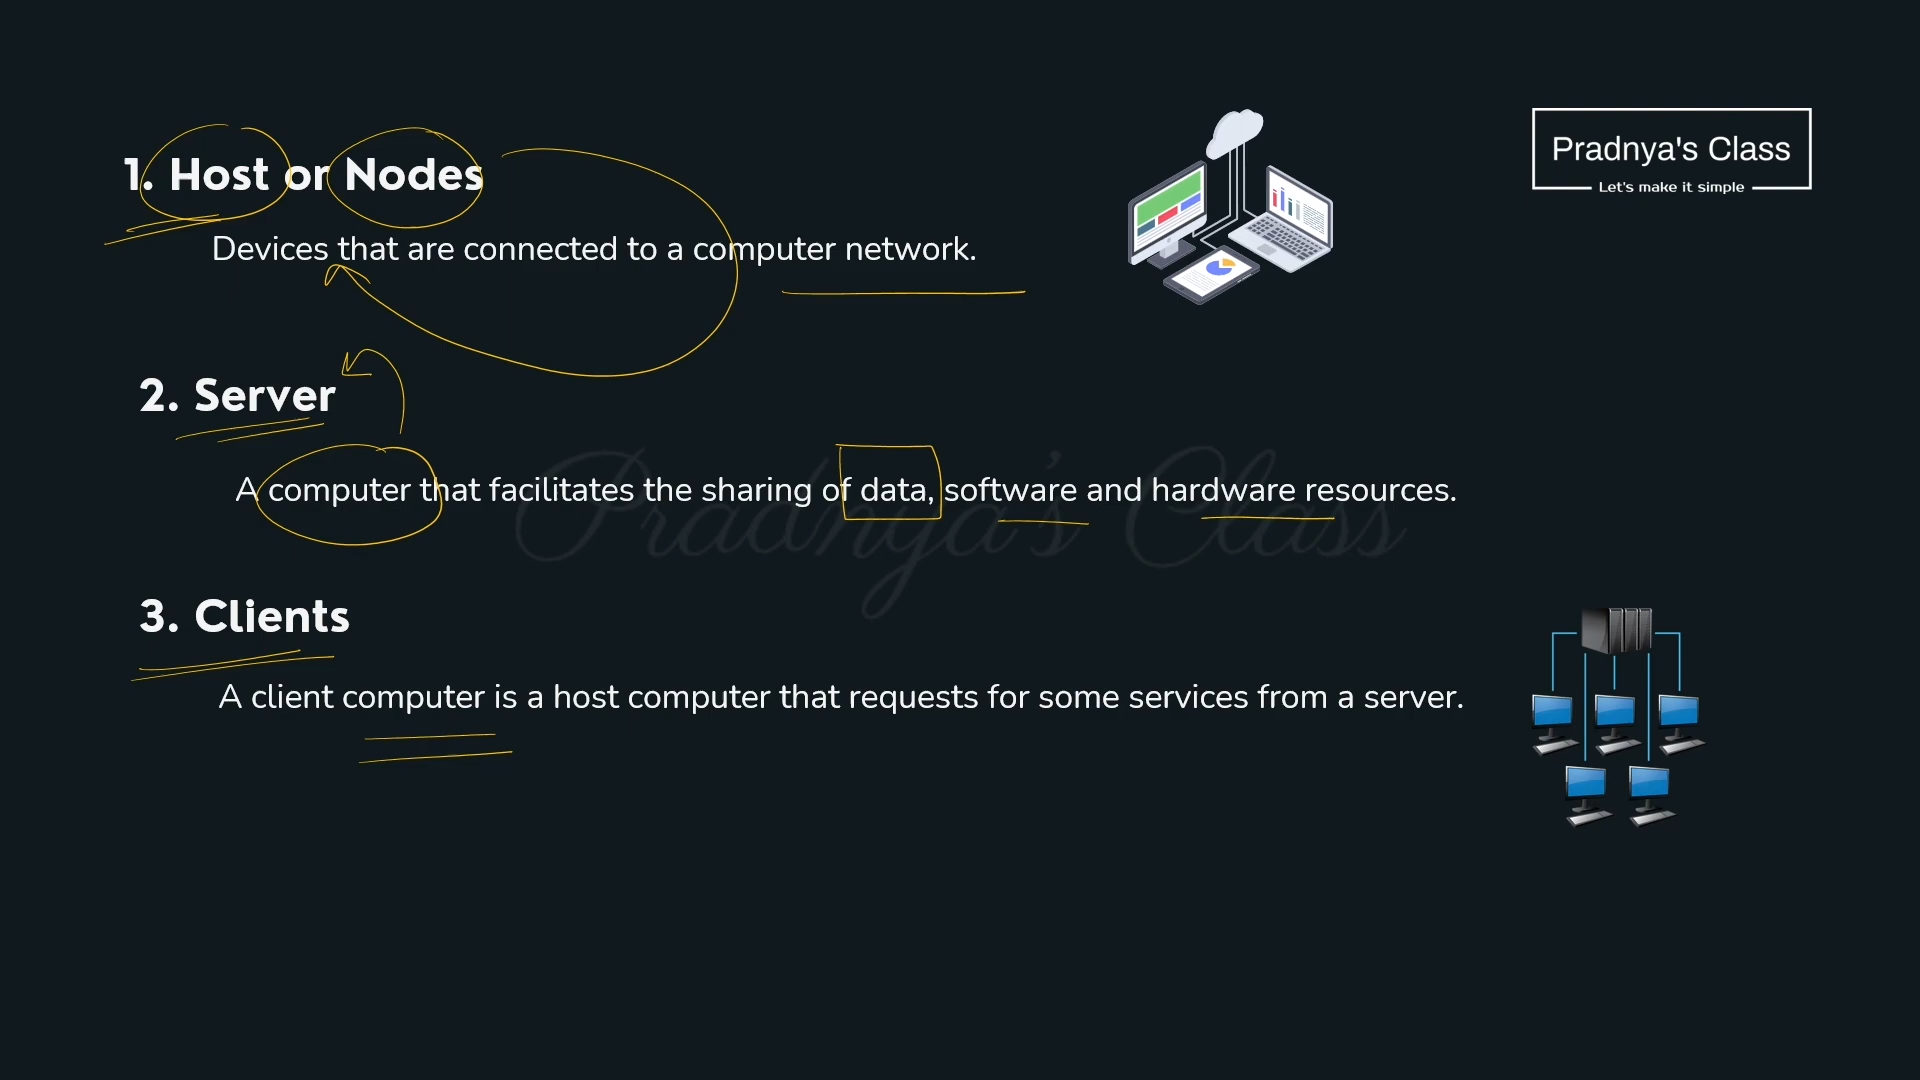 Pradnya's Class
Let's make it simple
1. Host or Nodes
Devices that are connected to a computer network.
2. Server
A computer that facilitates the sharing of data, software and hardware resources.
Pradnya's Class
3. Clients
A client computer is a host computer that requests for some services from a server.